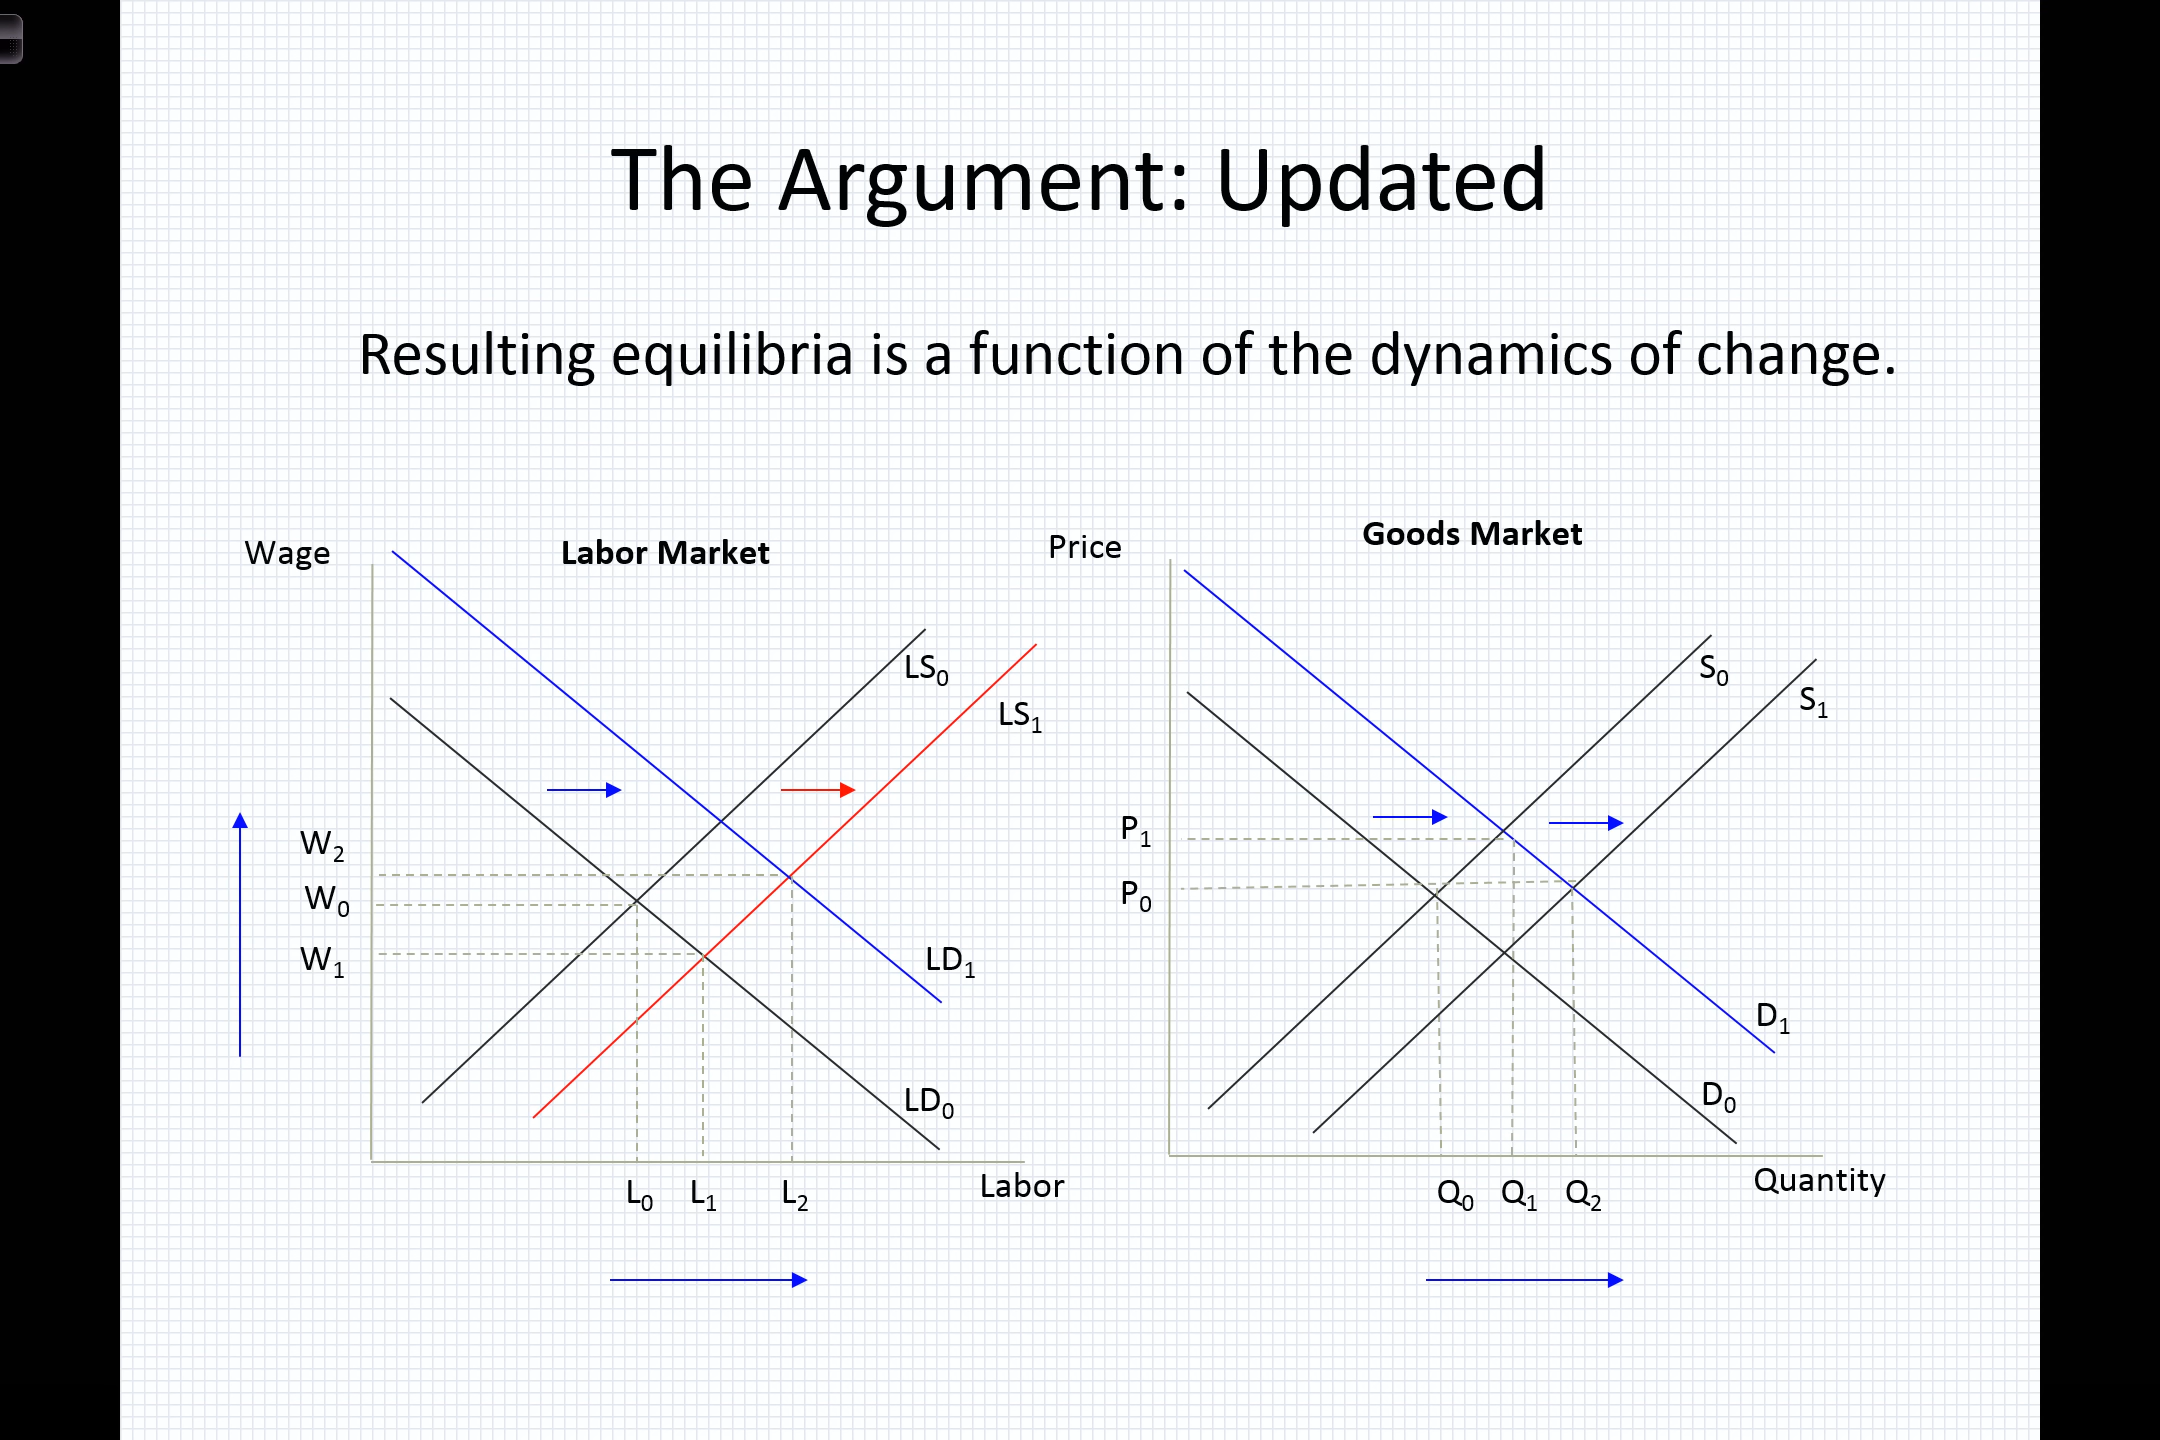 The Argument: Updated
Resulting equilibria is a function of the dynamics of change.
Wage
Labor Market
LS₀
LS₁
W₂
W₀
W₁
LD₁
LD₀
L₀ L₁ L₂
Labor
Price
Goods Market
S₀
S₁
P₁
P₀
D₁
D₀
Q₀ Q₁ Q₂
Quantity